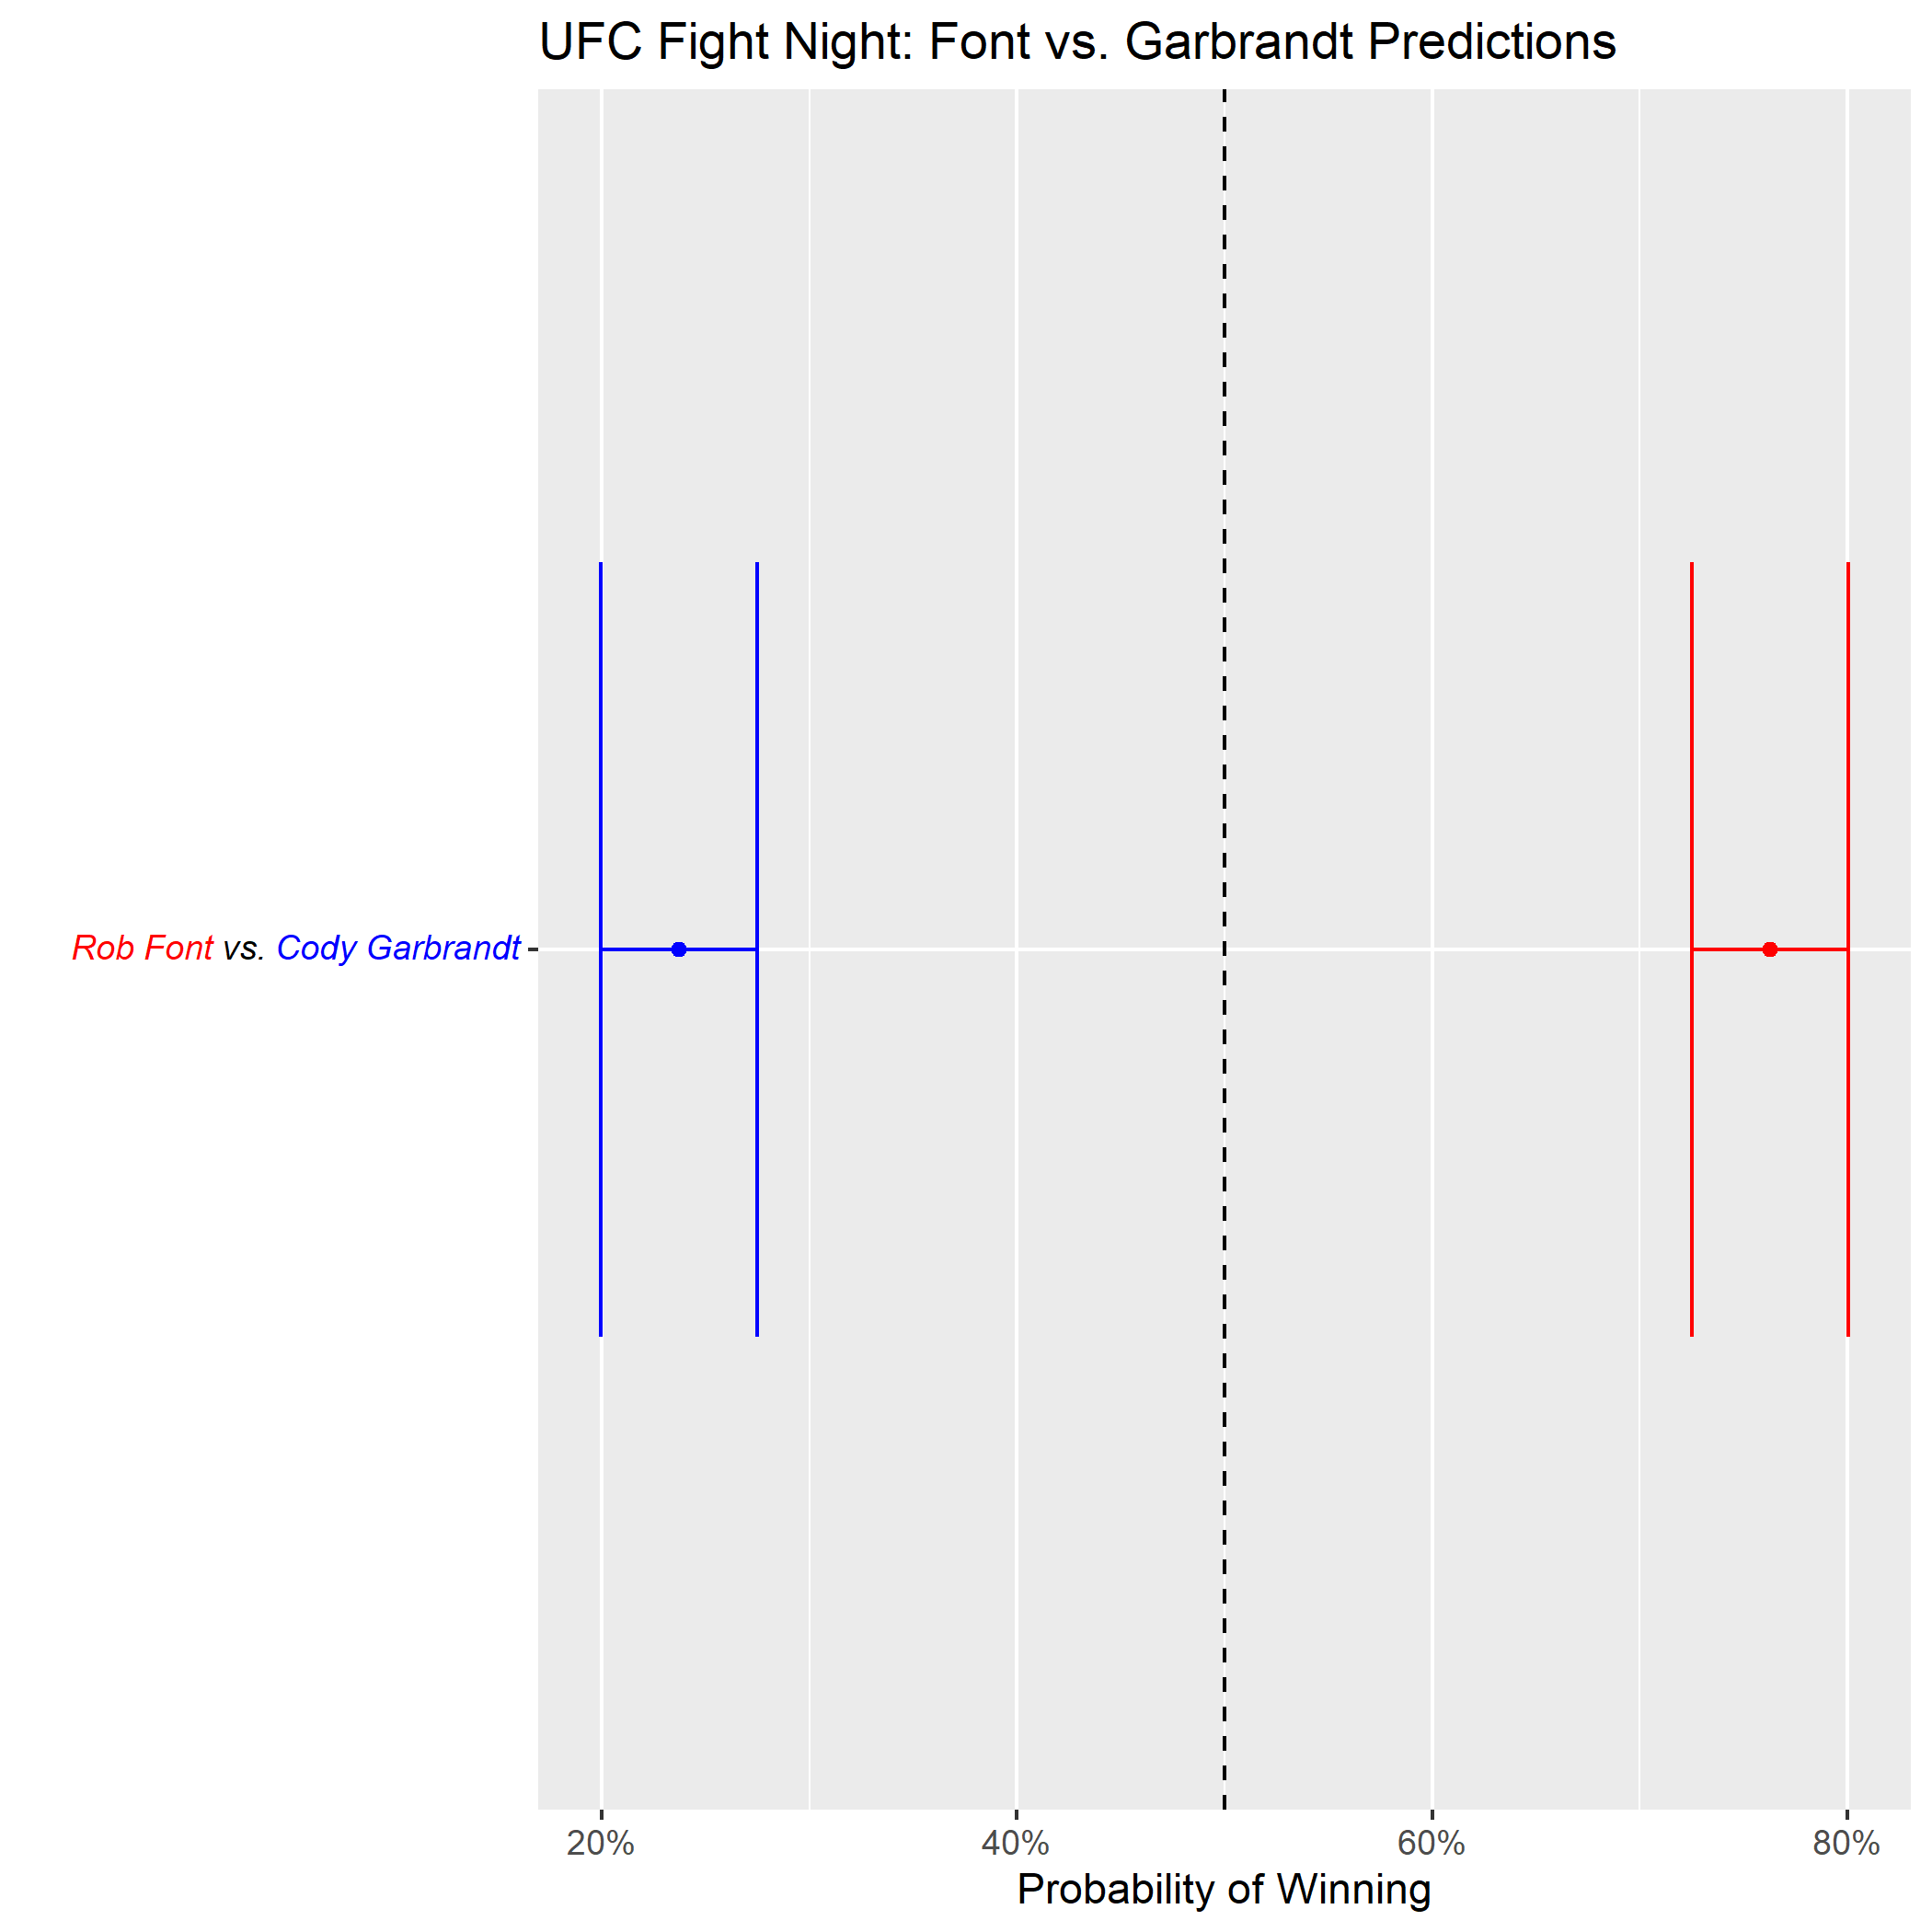 UFC Fight Night: Font vs. Garbrandt Predictions
Rob Font vs. Cody Garbrandt
20% 40% 60% 80%
Probability of Winning